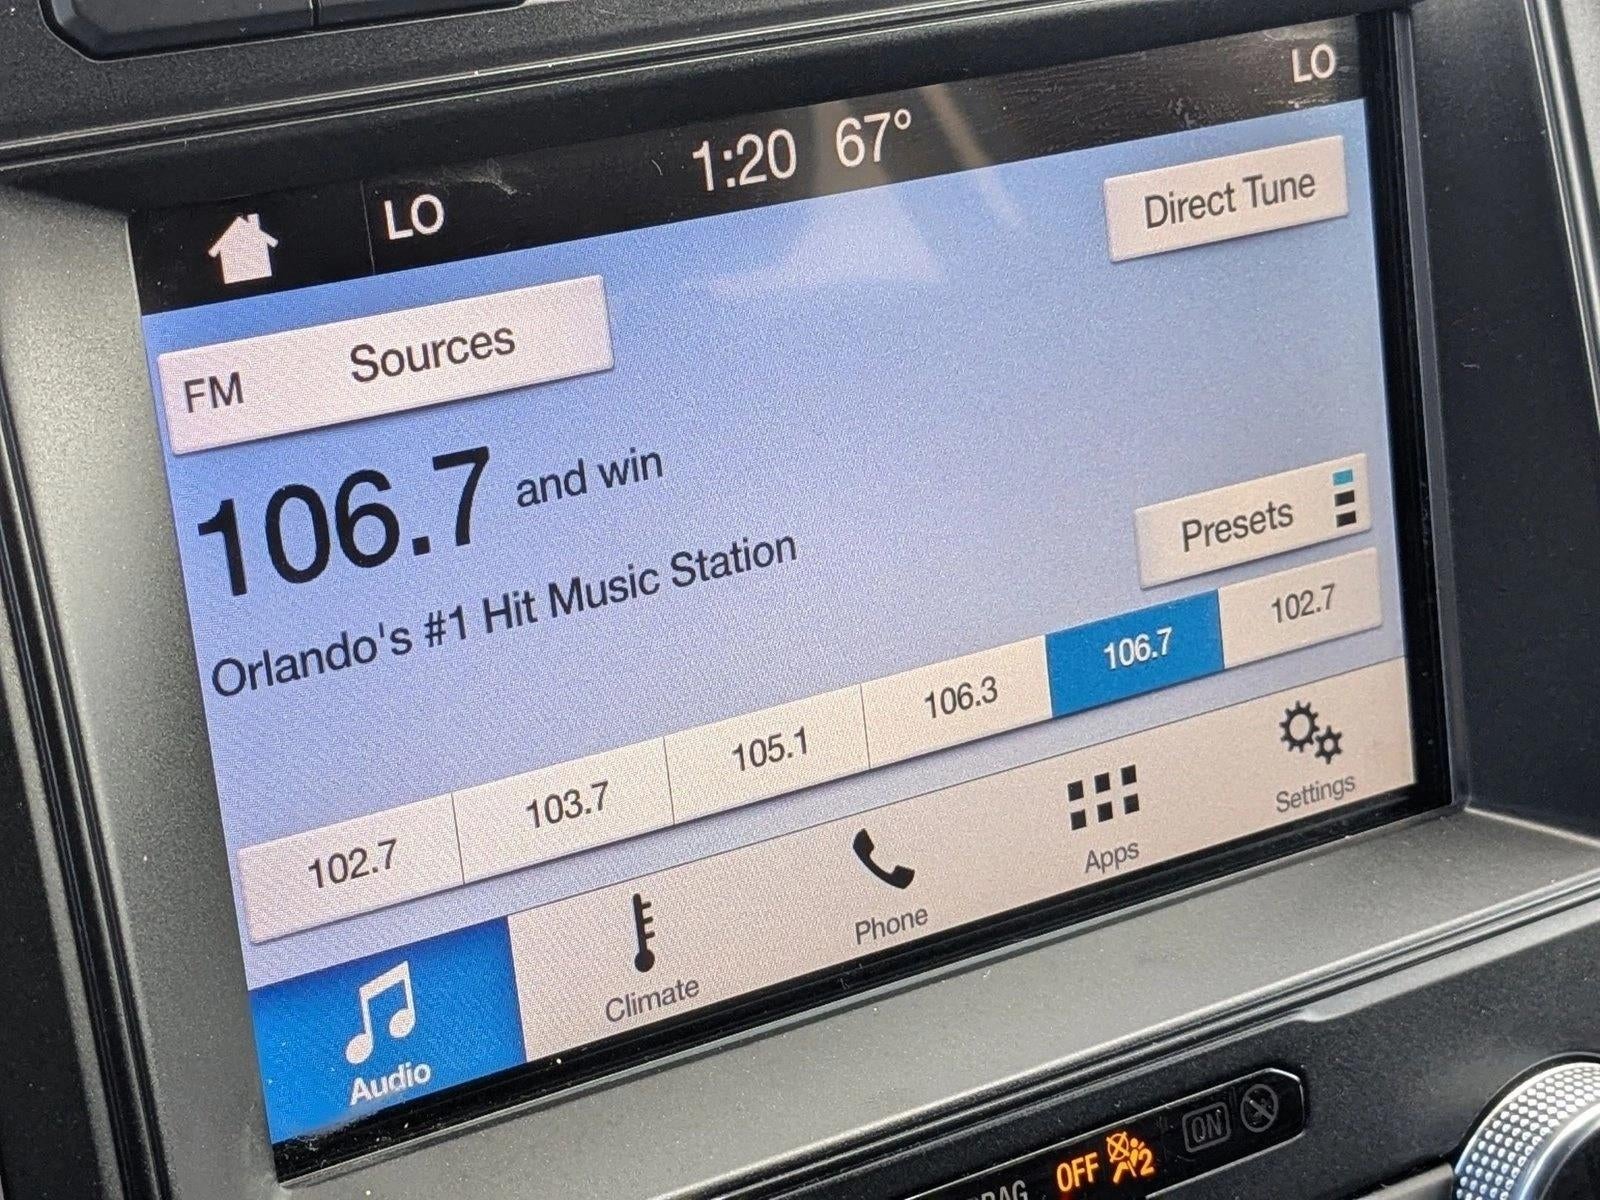 LO 1:20 67° LO
Direct Tune
FM Sources
106.7 and win
Orlando's #1 Hit Music Station
Presets
102.7 103.7 105.1 106.3 106.7 102.7
Audio Climate Phone Apps Settings
OFF 2 ON